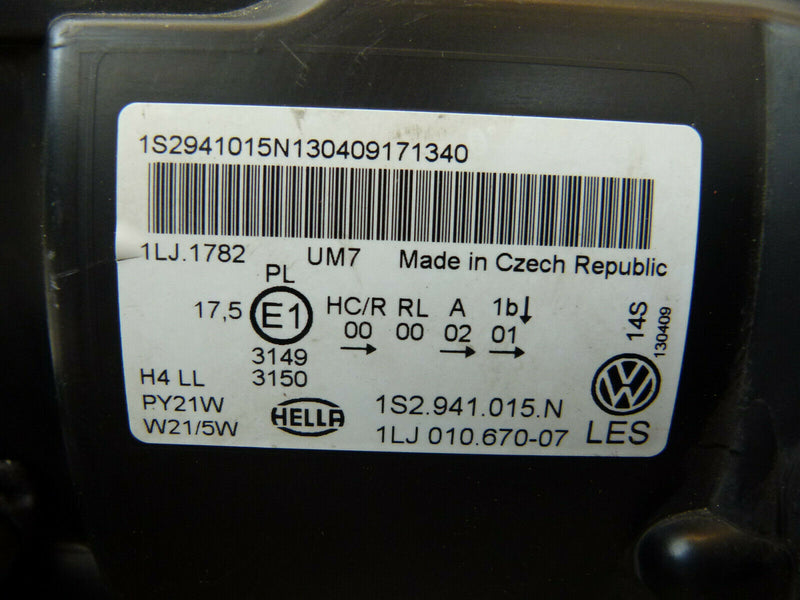 1S2941015N130409171340
1LJ.1782 UM7 Made in Czech Republic
PL
17,5 E1 HC/R RL A 1b↓
00 00 02 01
→ → →
3149
3150
H4 LL
PY21W
W21/5W
HELLA
1S2.941.015.N
1LJ 010.670-07
14S
130409
VW
LES